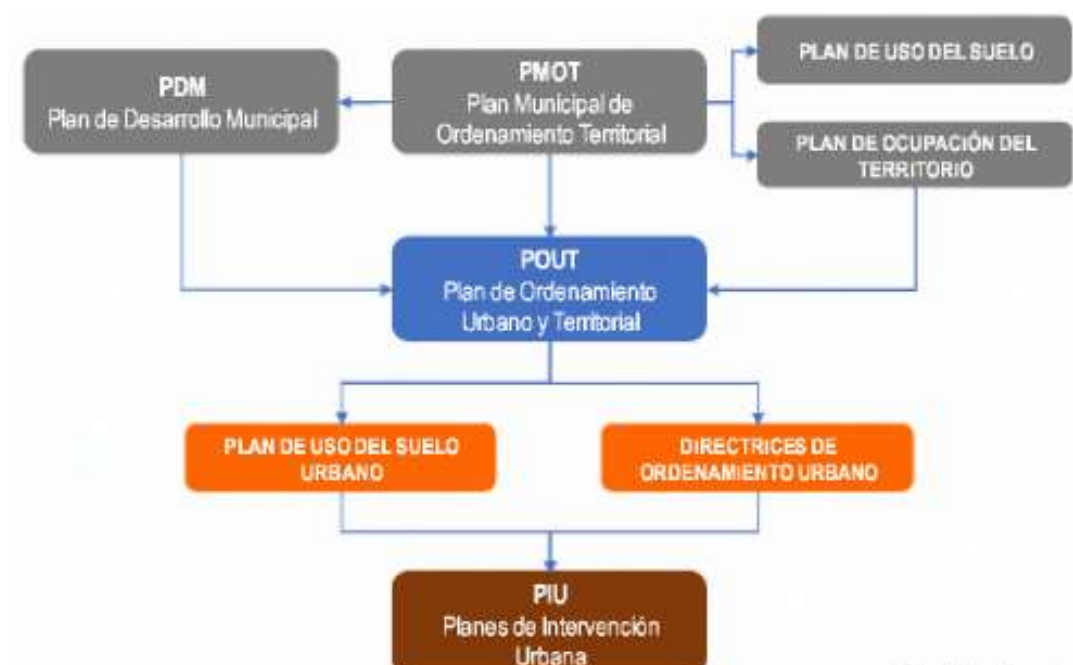 PDM
Plan de Desarrollo Municipal
PMOT
Plan Municipal de
Ordenamiento Territorial
PLAN DE USO DEL SUELO
PLAN DE OCUPACIÓN DEL
TERRITORIO
POUT
Plan de Ordenamiento
Urbano y Territorial
PLAN DE USO DEL SUELO
URBANO
DIRECTRICES DE
ORDENAMIENTO URBANO
PIU
Planes de Intervención
Urbana